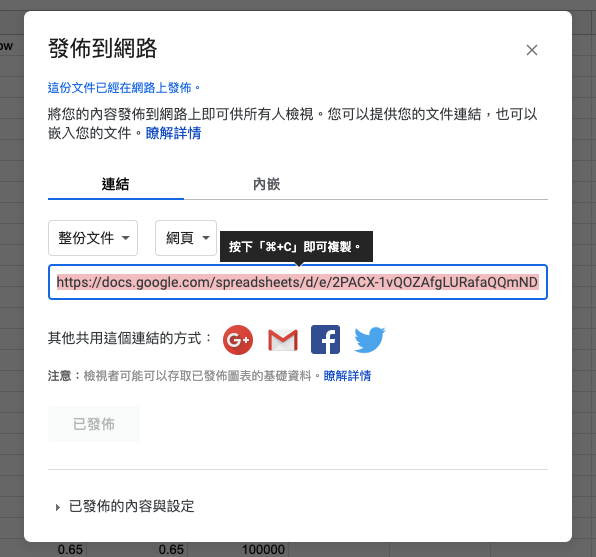 ow
發佈到網路
這份文件已經在網路上發佈。
將您的內容發佈到網路上即可供所有人檢視。您可以提供您的文件連結，也可以
嵌入您的文件。瞭解詳情
連結 內嵌
整份文件 網頁
按下「⌘+C」即可複製。
https://docs.google.com/spreadsheets/d/e/2PACX-1vQOZAfgLURafaQQmND
其他共用這個連結的方式：
注意：檢視者可能可以存取已發佈圖表的基礎資料。瞭解詳情
已發佈
已發佈的內容與設定
0.65 0.65 100000